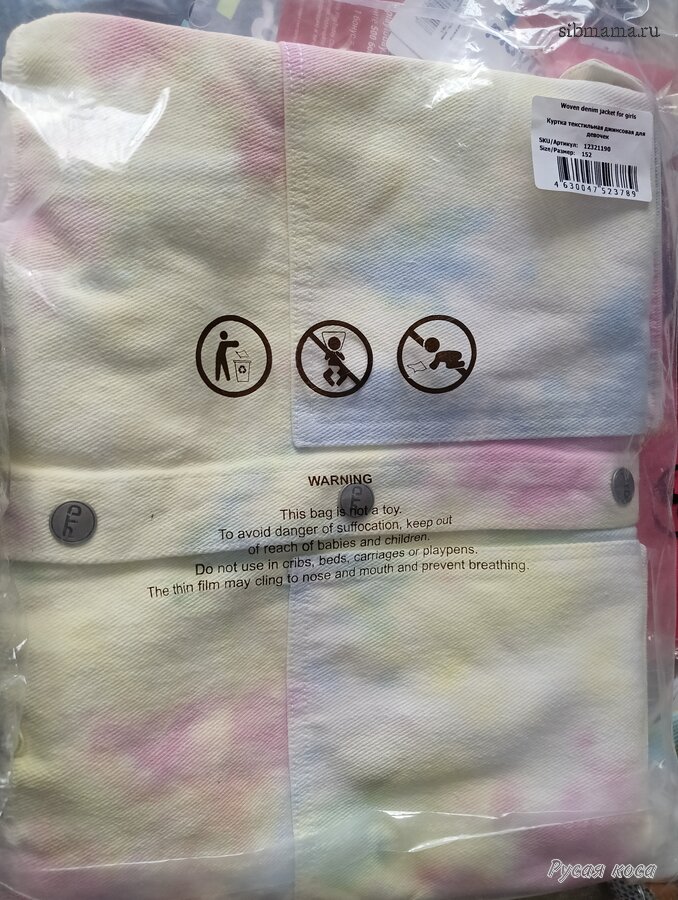 sibmama.ru
Woven denim jacket for girls
Куртка текстильная джинсовая для
девочек
SKU/Артикул: 12321190
Size/Размер: 152
4 630047 523789
WARNING
This bag is not a toy.
To avoid danger of suffocation, keep out
of reach of babies and children.
Do not use in cribs, beds, carriages or playpens.
The thin film may cling to nose and mouth and prevent breathing.
Русая коса